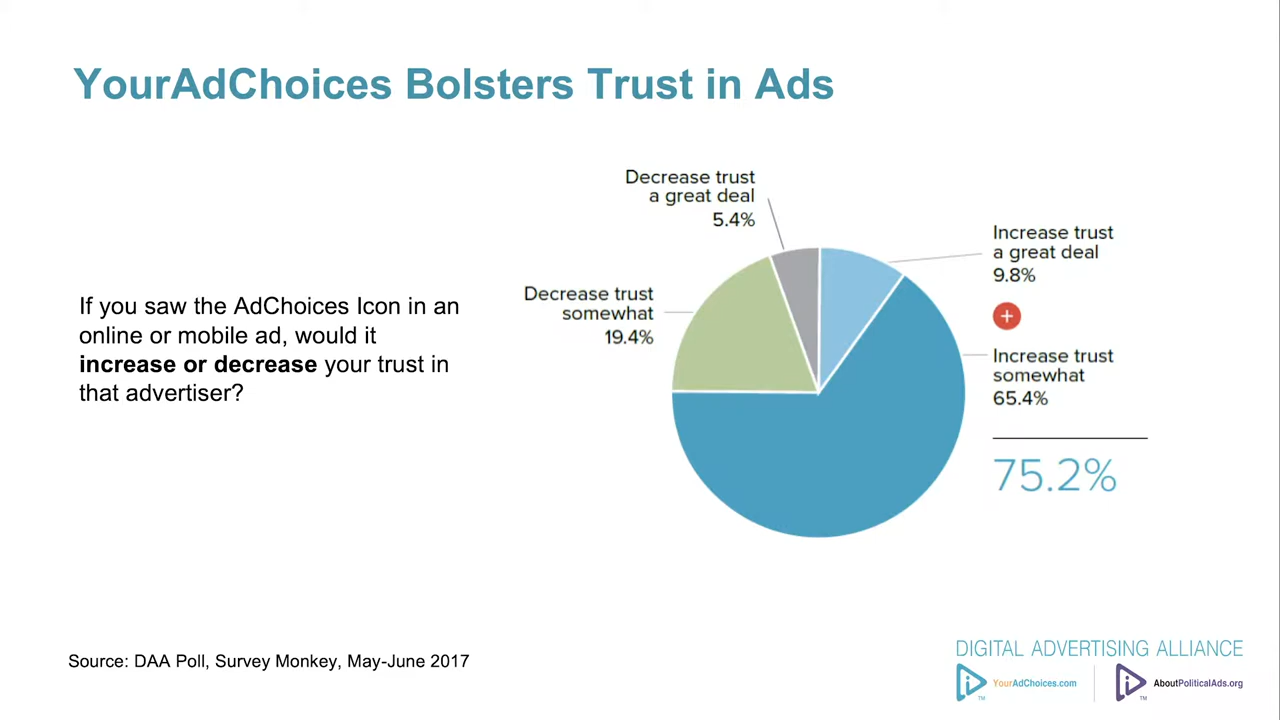 YourAdChoices Bolsters Trust in Ads
If you saw the AdChoices Icon in an
online or mobile ad, would it
increase or decrease your trust in
that advertiser?
Decrease trust
a great deal
5.4%
Decrease trust
somewhat
19.4%
Increase trust
a great deal
9.8%
+
Increase trust
somewhat
65.4%
75.2%
Source: DAA Poll, Survey Monkey, May-June 2017
DIGITAL ADVERTISING ALLIANCE
YourAdChoices.com
TM
AboutPoliticalAds.org
TM